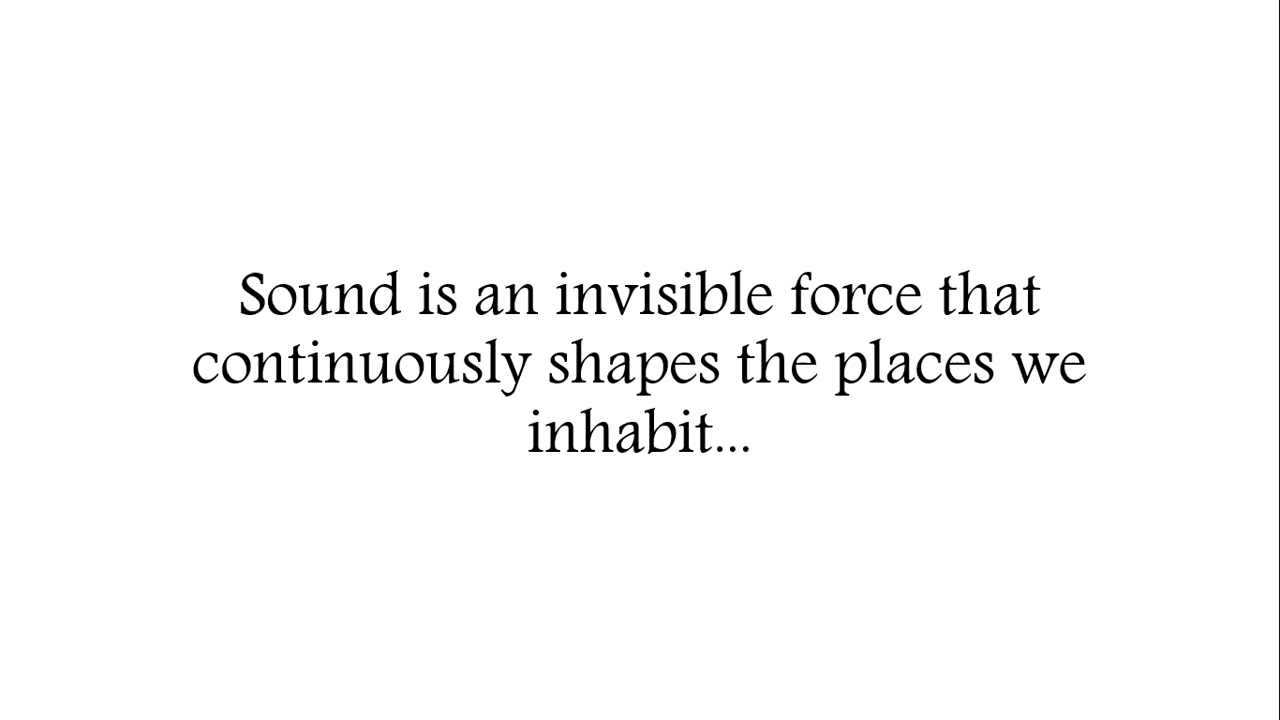 Sound is an invisible force that
continuously shapes the places we
inhabit...